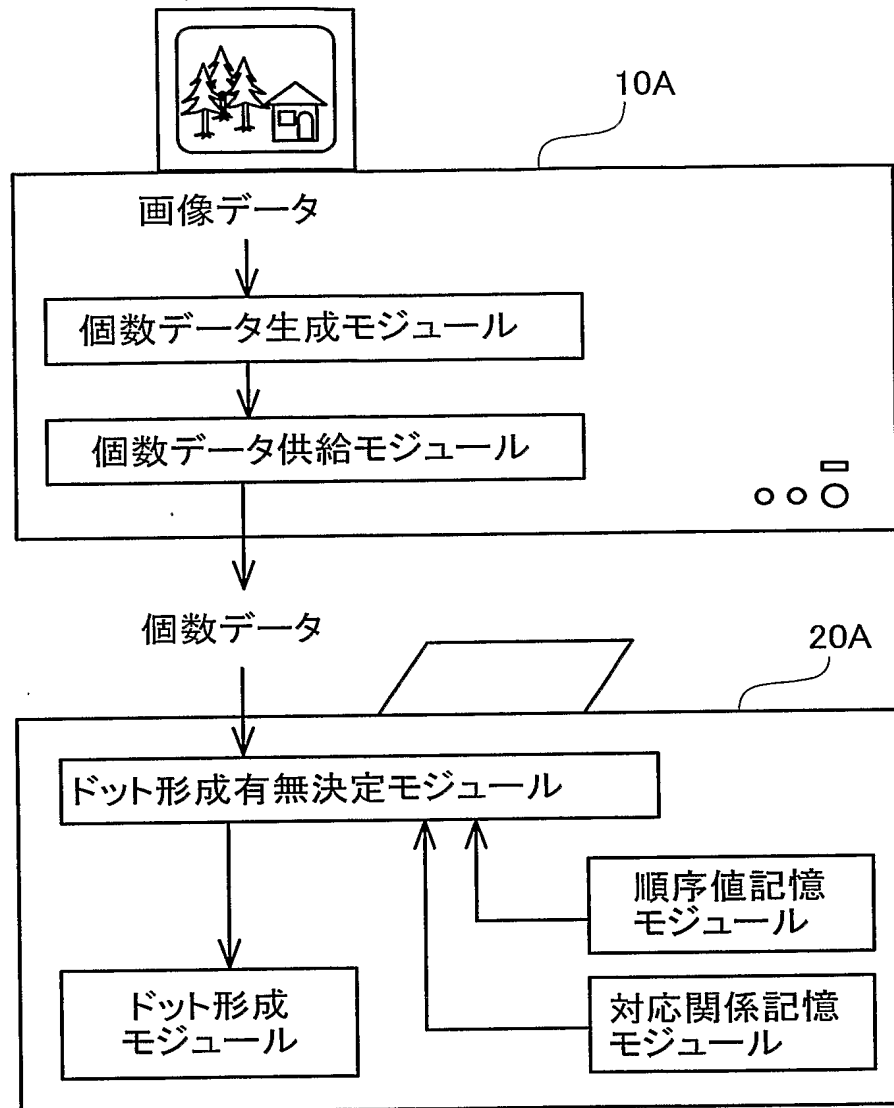 10A
画像データ
個数データ生成モジュール
個数データ供給モジュール
個数データ
20A
ドット形成有無決定モジュール
順序値記憶
モジュール
ドット形成
モジュール
対応関係記憶
モジュール